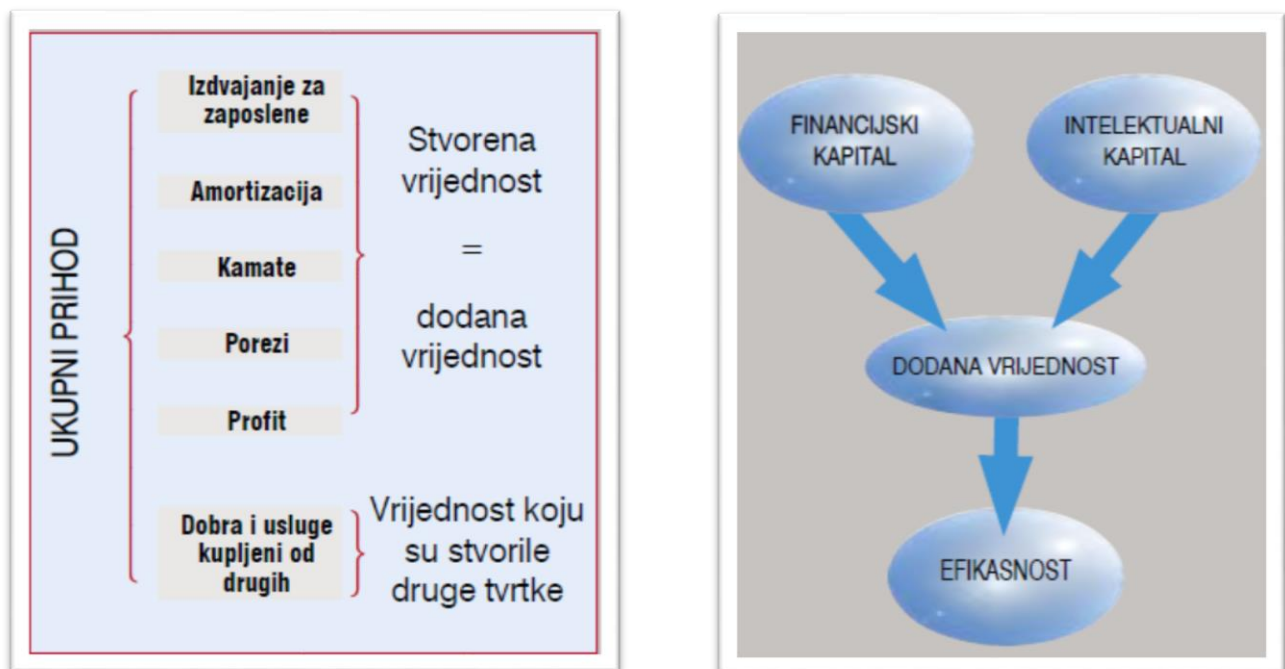 UKUPNI PRIHOD
Izdvajanje za
zaposlene
Amortizacija
Kamate
Porezi
Profit
Stvorena
vrijednost
=
dodana
vrijednost
Dobra i usluge
kupljeni od
drugih
Vrijednost koju
su stvorile
druge tvrtke
FINANCIJSKI
KAPITAL
INTELEKTUALNI
KAPITAL
DODANA VRIJEDNOST
EFIKASNOST